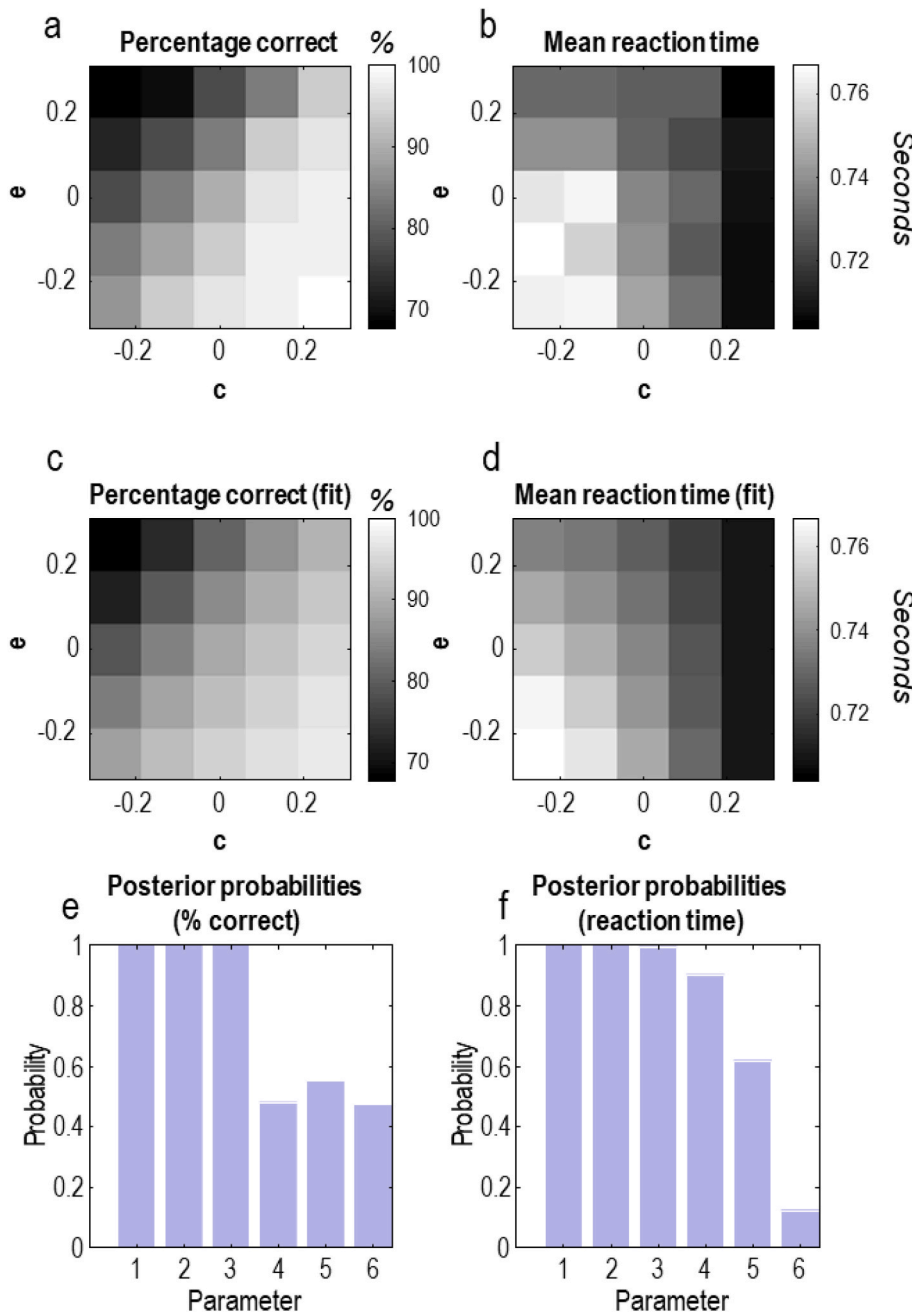 a
Percentage correct
%
100
90
80
70
0.2
0
-0.2
e
-0.2
0
0.2
c
b
Mean reaction time
0.76
0.74
0.72
Seconds
0.2
0
-0.2
e
-0.2
0
0.2
c
c
Percentage correct (fit)
%
100
90
80
70
0.2
0
-0.2
e
-0.2
0
0.2
c
d
Mean reaction time (fit)
0.76
0.74
0.72
Seconds
0.2
0
-0.2
e
-0.2
0
0.2
c
e
Posterior probabilities
(% correct)
1
0.8
0.6
0.4
0.2
0
Probability
1 2 3 4 5 6
Parameter
f
Posterior probabilities
(reaction time)
1
0.8
0.6
0.4
0.2
0
Probability
1 2 3 4 5 6
Parameter